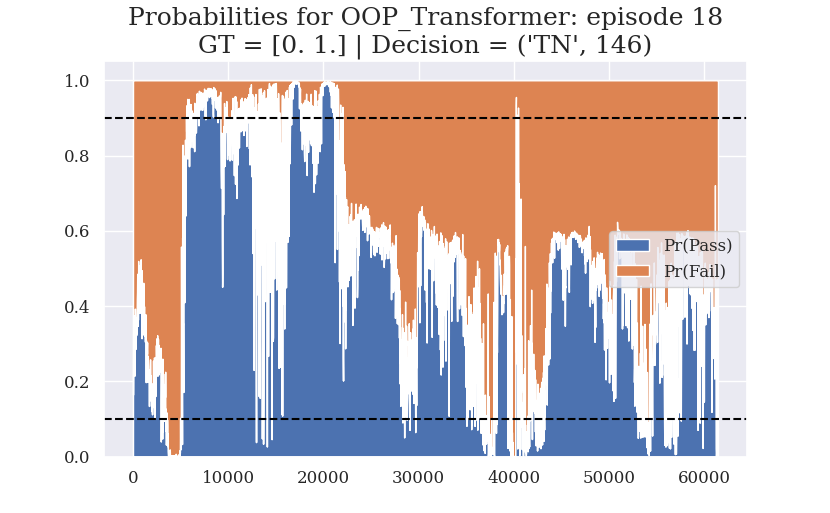 Probabilities for OOP_Transformer: episode 18
GT = [0. 1.] | Decision = ('TN', 146)
1.0
0.8
0.6
0.4
0.2
0.0
Pr(Pass)
Pr(Fail)
0 10000 20000 30000 40000 50000 60000